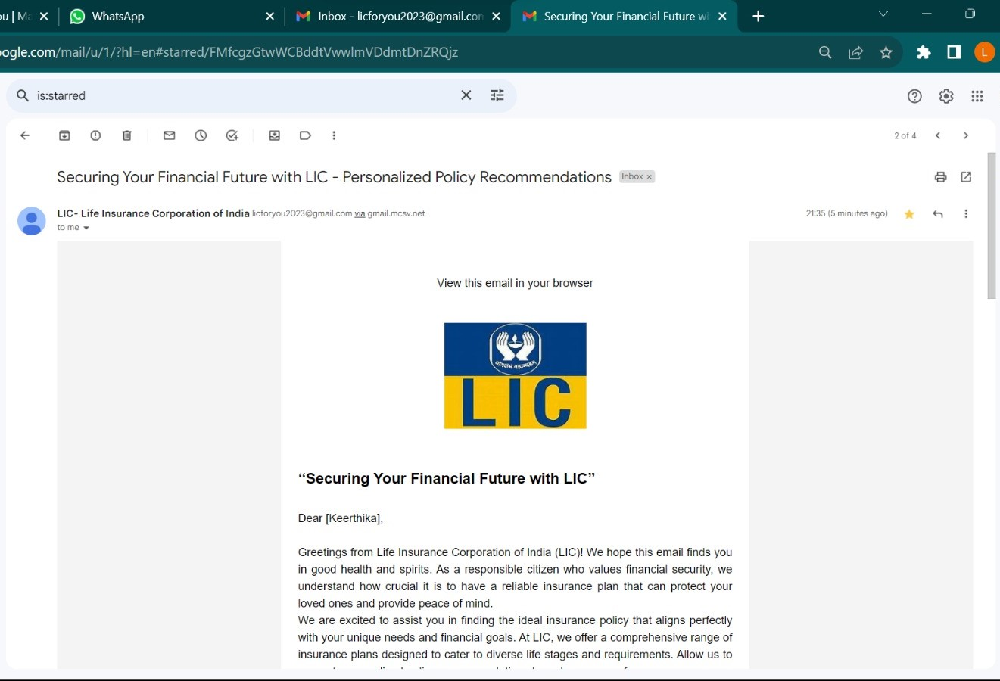 ou | Ma
WhatsApp
Inbox - licforyou2023@gmail.com
Securing Your Financial Future wi
oogle.com/mail/u/1/?hl=en#starred/FMfcgzGtwWCBddtVwwlmVDdmtDnZRQjz
L
is:starred
2 of 4
Securing Your Financial Future with LIC - Personalized Policy Recommendations Inbox ×
LIC- Life Insurance Corporation of India licforyou2023@gmail.com via gmail.mcsv.net 21:35 (5 minutes ago)
to me
View this email in your browser
योगक्षेमं वहाम्यहम्
LIC
“Securing Your Financial Future with LIC”
Dear [Keerthika],
Greetings from Life Insurance Corporation of India (LIC)! We hope this email finds you
in good health and spirits. As a responsible citizen who values financial security, we
understand how crucial it is to have a reliable insurance plan that can protect your
loved ones and provide peace of mind.
We are excited to assist you in finding the ideal insurance policy that aligns perfectly
with your unique needs and financial goals. At LIC, we offer a comprehensive range of
insurance plans designed to cater to diverse life stages and requirements. Allow us to